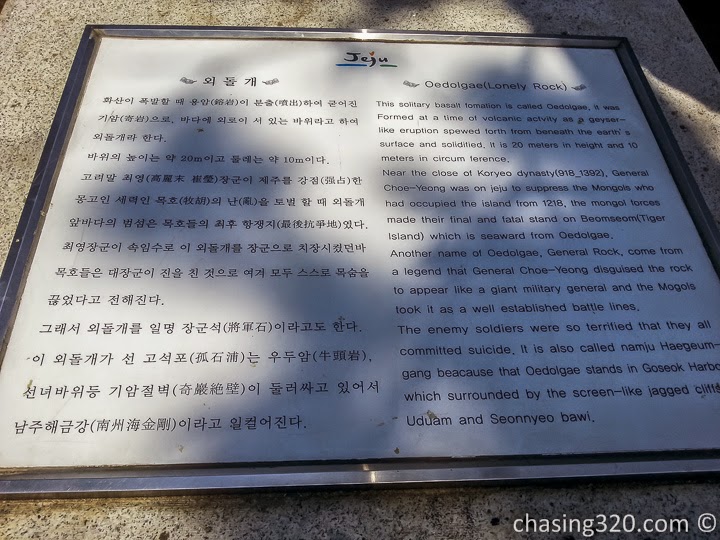 Jeju
외돌개
화산이 폭발할 때 용암(鎔岩)이 분출(噴出)하여 굳어진
기암(寄岩)으로, 바다에 외로이 서 있는 바위라고 하여
외돌개라 한다.
바위의 높이는 약 20m이고 둘레는 약 10m이다.
고려말 최영(高麗末 崔瑩)장군이 제주를 강점(强占)한
몽고인 세력인 목호(牧胡)의 난(亂)을 토벌 할 때 외돌개
앞바다의 범섬은 목호들의 최후 항쟁지(最後抗爭地)였다.
최영장군이 속임수로 이 외돌개를 장군으로 치장시켰던바
목호들은 대장군이 진을 친 것으로 여겨 모두 스스로 목숨을
끊었다고 전해진다.
그래서 외돌개를 일명 장군석(將軍石)이라고도 한다.
이 외돌개가 선 고석포(孤石浦)는 우두암(牛頭岩),
선녀바위등 기암절벽(奇巖絶壁)이 둘러싸고 있어서
남주해금강(南州海金剛)이라고 일컬어진다.
Oedolgae(Lonely Rock)
This solitary basalt fomation is called Oedolgae, it was
Formed at a time of volcanic actvity as a geyser-
like eruption spewed forth from beneath the earth's
surface and solidified. It is 20 meters in height and 10
meters in circum ference.
Near the close of Koryeo dynasty(918_1392), General
Choe-Yeong was on jeju to suppress the Mongols who
had occupied the island from 1218, the mongol forces
made their final and fatal stand on Beomseom(Tiger
Island) which is seaward from Oedolgae.
Another name of Oedolgae, General Rock, come from
a legend that General Choe-Yeong disguised the rock
to appear like a giant military general and the Mogols
took it as a well established battle lines.
The enemy soldiers were so terrified that they all
committed suicide. It is also called namju Haegeum-
gang beacause that Oedolgae stands in Goseok Harbo
which surrounded by the screen-like jagged cliffs
Uduam and Seonnyeo bawi.
chasing320.com ©